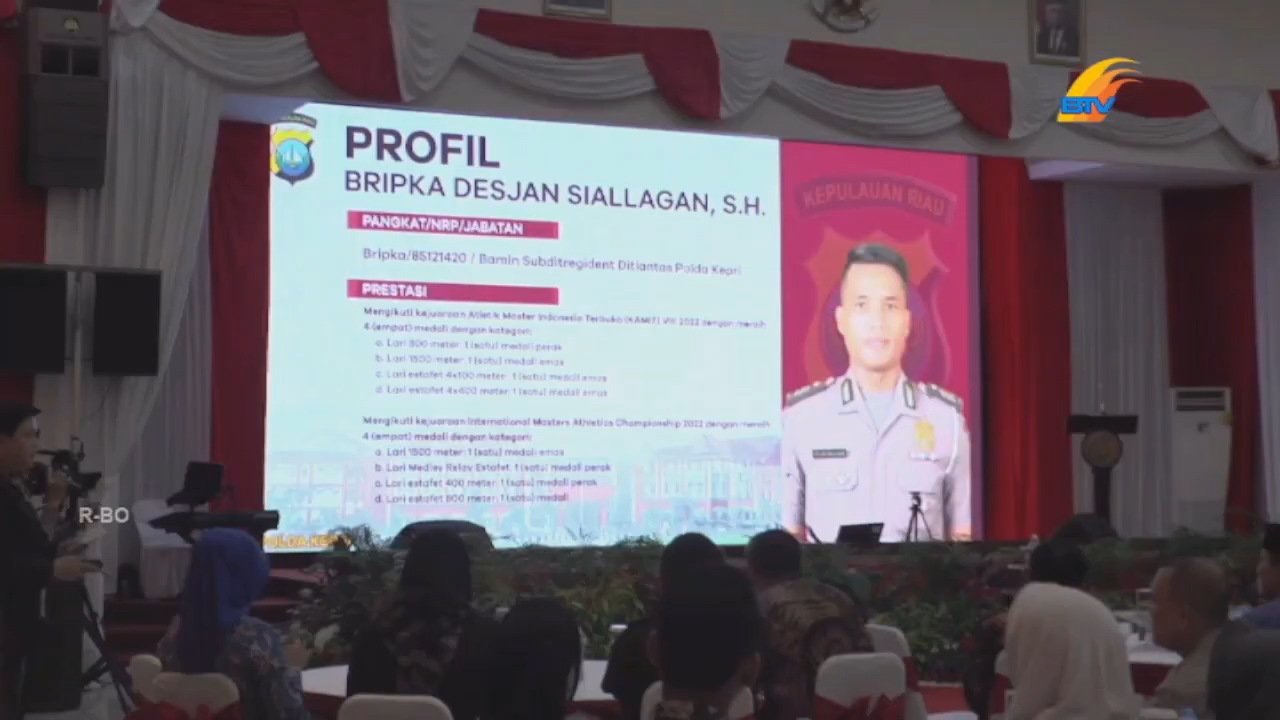 BTV
PROFIL
BRIPKA DESJAN SIALLAGAN, S.H.
PANGKAT/NRP/JABATAN
Bripka/85121420 / Bamin Subditregident Ditlantas Polda Kepri
PRESTASI
Mengikuti kejuaraan Atletik Master Indonesia Terbuka (KAMIT) VIII 2022 dengan meraih
4 (empat) medali dengan kategori:
a. Lari 800 meter: 1 (satu) medali perak
b. Lari 1500 meter: 1 (satu) medali emas
c. Lari estafet 4x100 meter: 1 (satu) medali emas
d. Lari estafet 4x400 meter: 1 (satu) medali emas
Mengikuti kejuaraan International Masters Athletics Championship 2022 dengan meraih
4 (empat) medali dengan kategori:
a. Lari 1500 meter: 1 (satu) medali emas
b. Lari Medley Relay Estafet: 1 (satu) medali perak
c. Lari estafet 400 meter: 1 (satu) medali perak
d. Lari estafet 800 meter: 1 (satu) medali
KEPULAUAN RIAU
POLDA KEPRI
R-BO